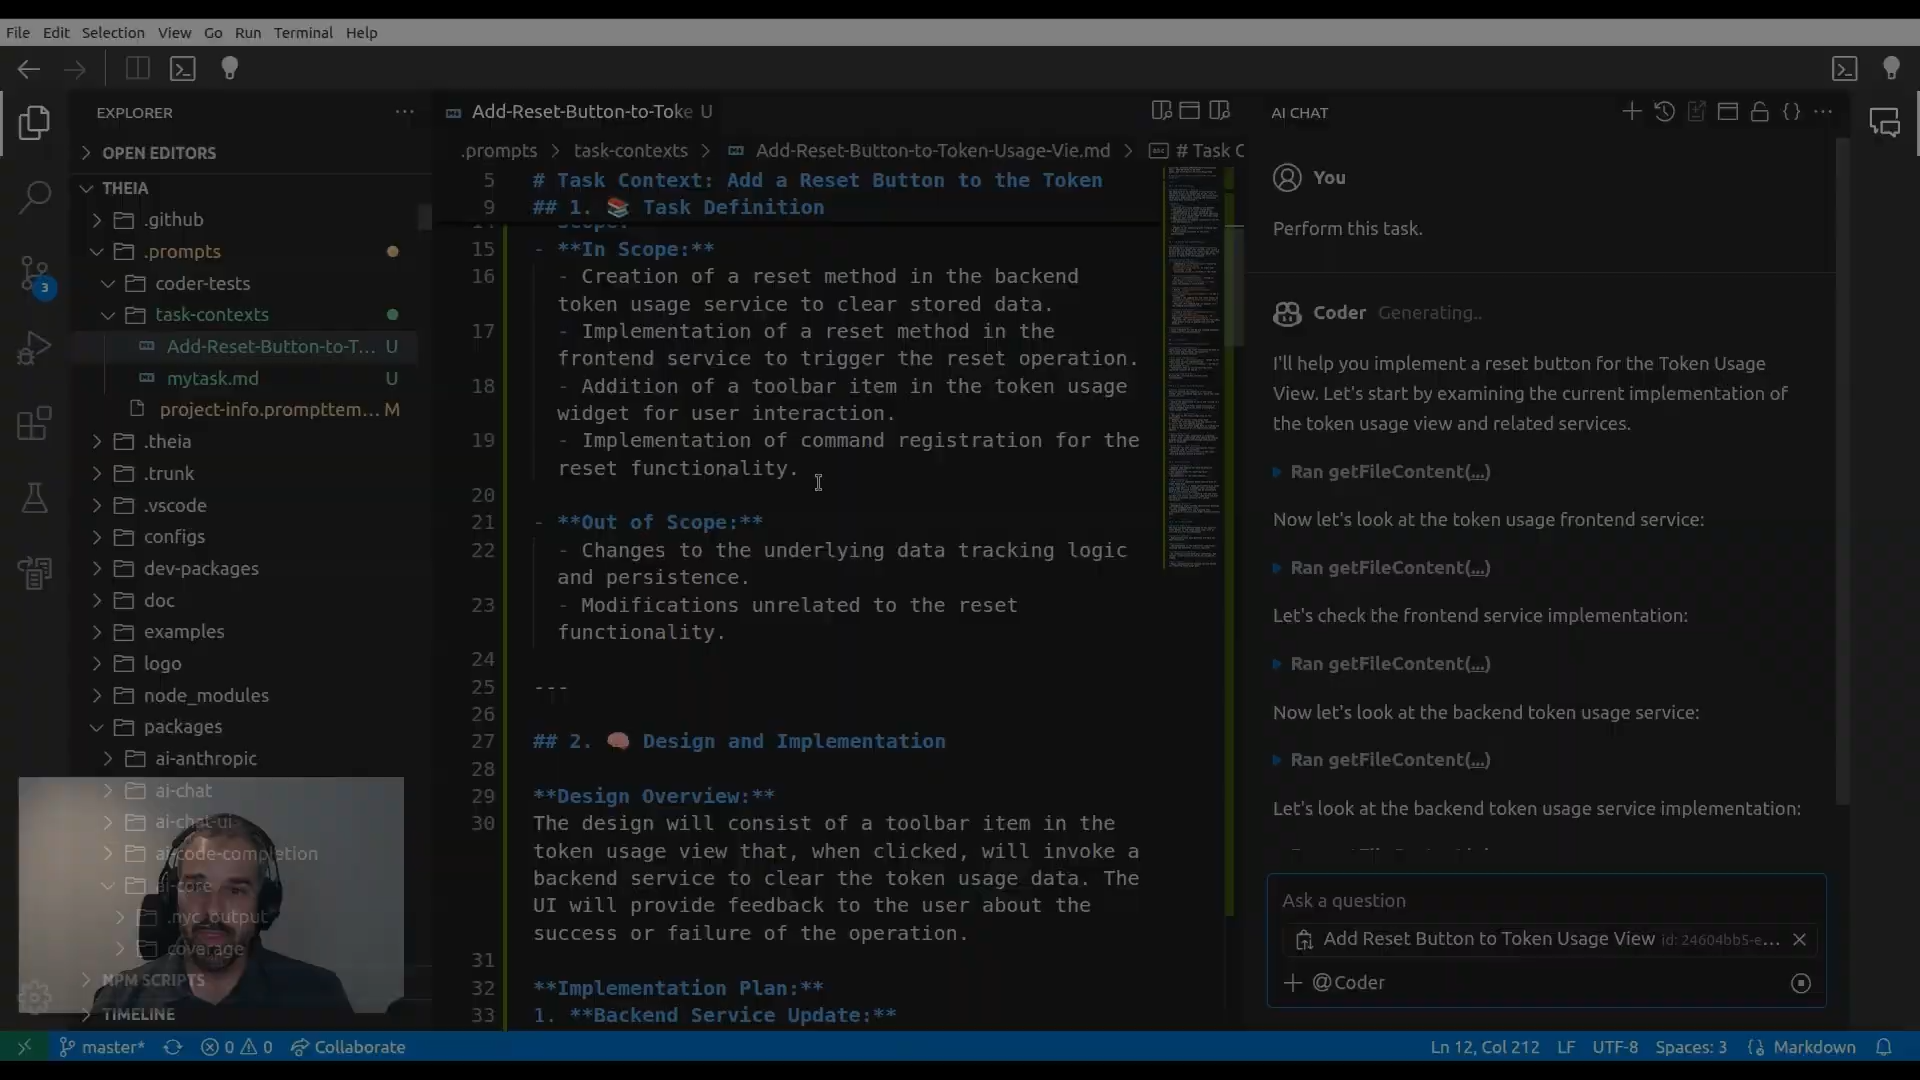 File Edit Selection View Go Run Terminal Help
EXPLORER
OPEN EDITORS
THEIA
.github
.prompts
coder-tests
task-contexts
Add-Reset-Button-to-T... U
mytask.md U
project-info.prompttem... M
.theia
.trunk
.vscode
configs
dev-packages
doc
examples
logo
node_modules
packages
ai-anthropic
ai-chat
ai-chat-ui
ai-code-completion
ai-core
.nyc_output
coverage
NPM SCRIPTS
TIMELINE
3
Add-Reset-Button-to-Toke U
.prompts > task-contexts > Add-Reset-Button-to-Token-Usage-Vie.md > # Task C
5 # Task Context: Add a Reset Button to the Token
9 ## 1. 📚 Task Definition
15 - **In Scope:**
16 - Creation of a reset method in the backend
token usage service to clear stored data.
17 - Implementation of a reset method in the
frontend service to trigger the reset operation.
18 - Addition of a toolbar item in the token usage
widget for user interaction.
19 - Implementation of command registration for the
reset functionality.
20
21 - **Out of Scope:**
22 - Changes to the underlying data tracking logic
and persistence.
23 - Modifications unrelated to the reset
functionality.
24
25 ---
26
27 ## 2. 🧠 Design and Implementation
28
29 **Design Overview:**
30 The design will consist of a toolbar item in the
token usage view that, when clicked, will invoke a
backend service to clear the token usage data. The
UI will provide feedback to the user about the
success or failure of the operation.
31
32 **Implementation Plan:**
33 1. **Backend Service Update:**
AI CHAT
You
Perform this task.
Coder Generating..
I'll help you implement a reset button for the Token Usage
View. Let's start by examining the current implementation of
the token usage view and related services.
Ran getFileContent(...)
Now let's look at the token usage frontend service:
Ran getFileContent(...)
Let's check the frontend service implementation:
Ran getFileContent(...)
Now let's look at the backend token usage service:
Ran getFileContent(...)
Let's look at the backend token usage service implementation:
Ask a question
Add Reset Button to Token Usage View id: 24604bb5-e...
@Coder
master* 0 0 Collaborate
Ln 12, Col 212 LF UTF-8 Spaces: 3 Markdown